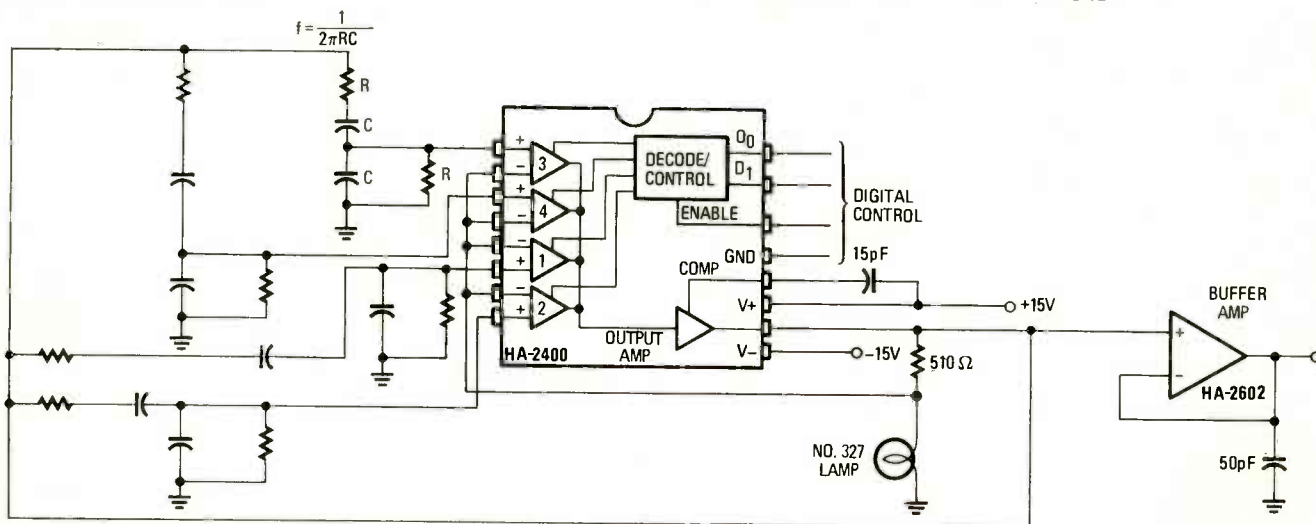 f = 1
2πRC
R
C
C
R
+
−
+
−
−
+
−
+
3
4
1
2
DECODE/
CONTROL
ENABLE
D0
D1
GND
COMP
V+
V−
OUTPUT
AMP
HA-2400
DIGITAL
CONTROL
15pF
+15V
−15V
510 Ω
NO. 327
LAMP
BUFFER
AMP
+
−
HA-2602
50pF